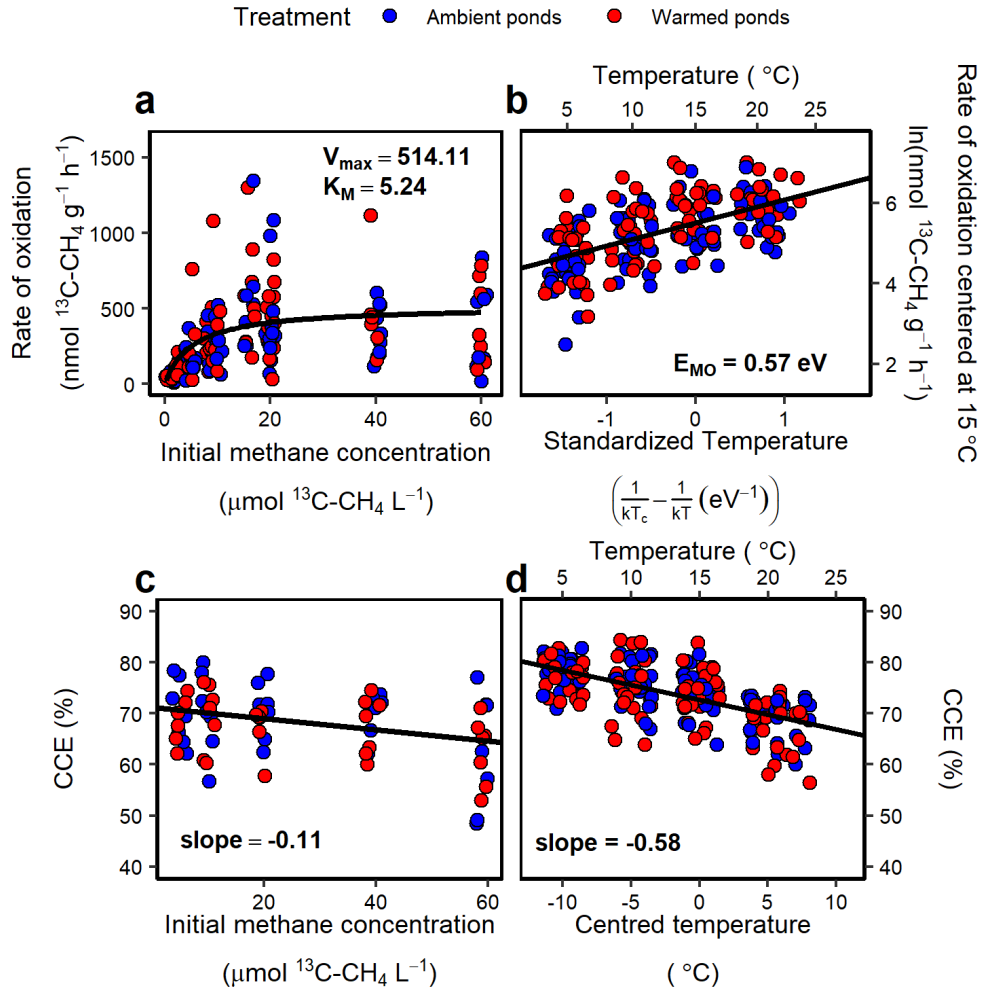 Treatment Ambient ponds Warmed ponds
a
Rate of oxidation
(nmol ¹³C−CH₄ g⁻¹ h⁻¹)
1500
1000
500
0
Vmax = 514.11
KM = 5.24
0 20 40 60
Initial methane concentration
(μmol ¹³C−CH₄ L⁻¹)
b
Temperature ( °C)
5 10 15 20 25
6
4
2
EMO = 0.57 eV
-1 0 1
Standardized Temperature
(1/kTc − 1/kT (eV⁻¹))
ln(nmol ¹³C−CH₄ g⁻¹ h⁻¹)
Rate of oxidation centered at 15 °C
c
CCE (%)
90
80
70
60
50
40
slope = -0.11
20 40 60
Initial methane concentration
(μmol ¹³C−CH₄ L⁻¹)
d
Temperature ( °C)
5 10 15 20 25
90
80
70
60
50
40
CCE (%)
slope = -0.58
-10 -5 0 5 10
Centred temperature
( °C)